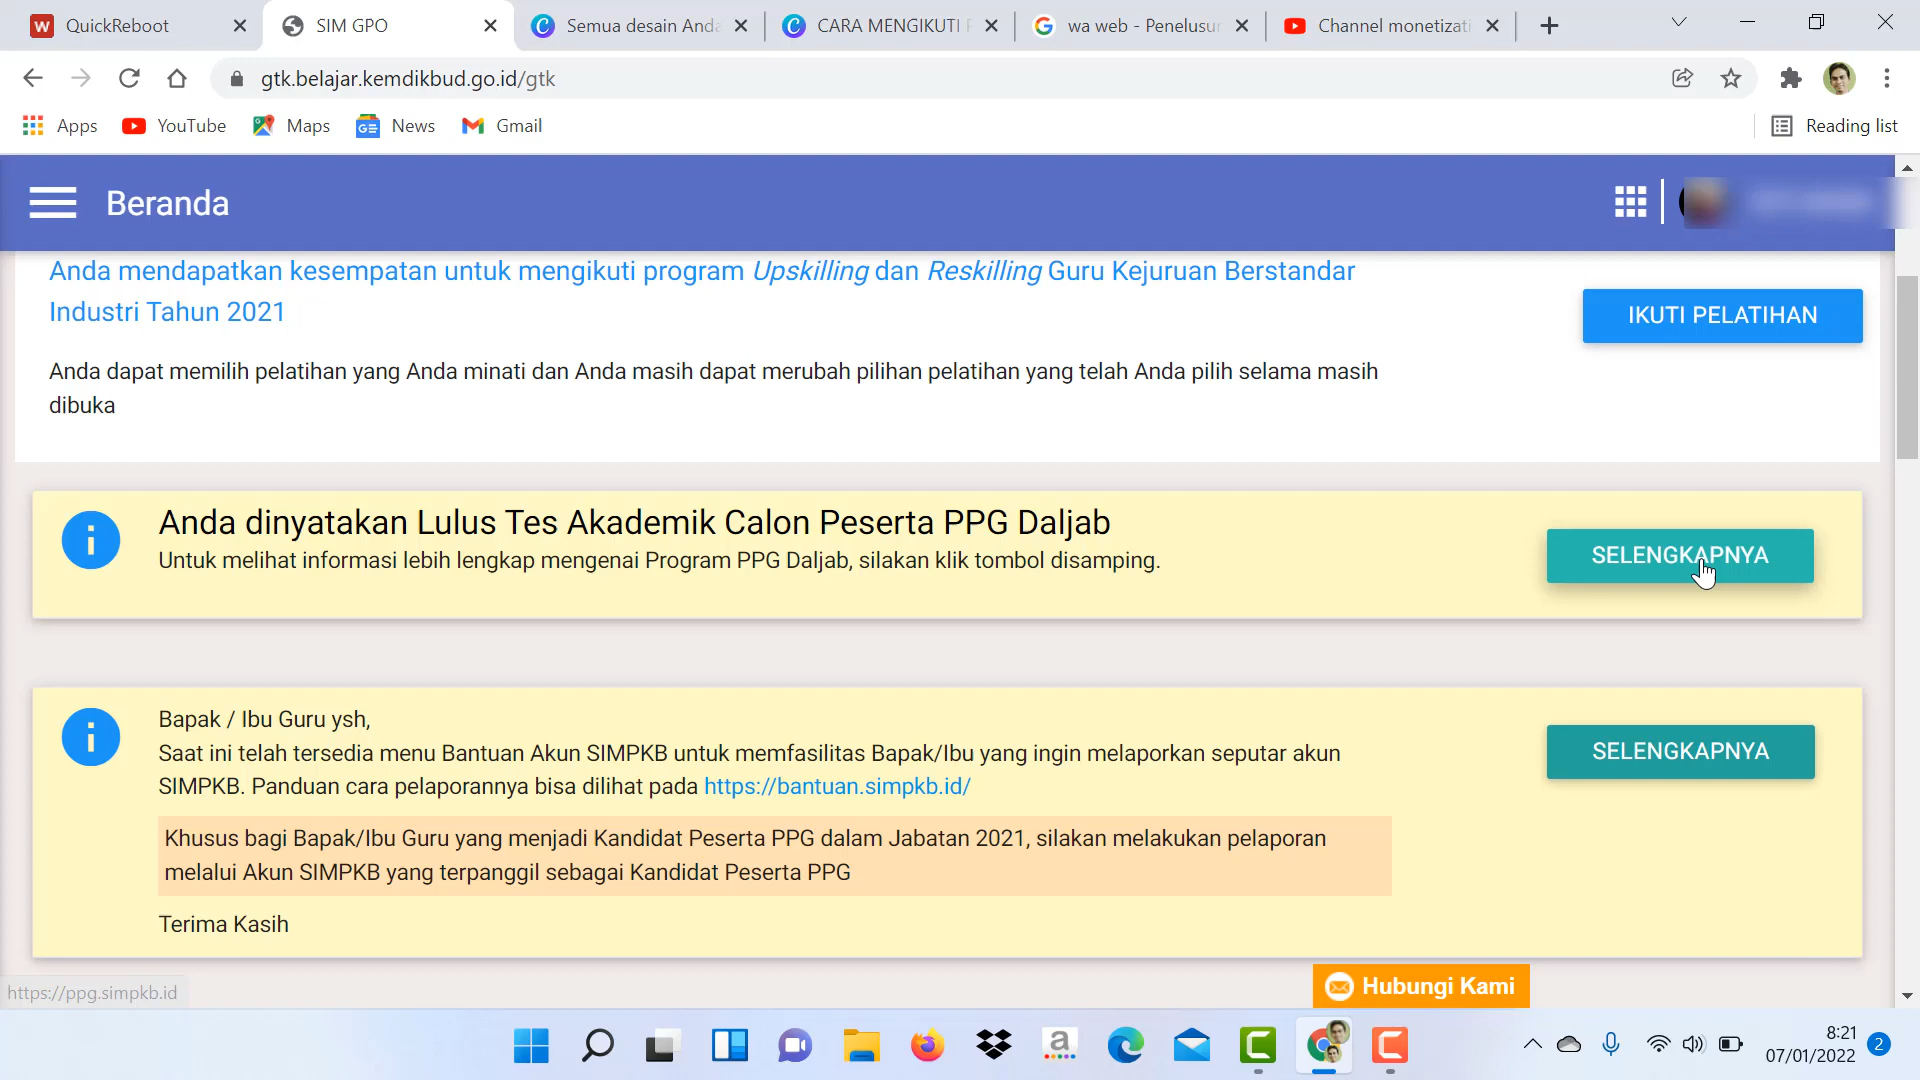 QuickReboot
SIM GPO
Semua desain Anda
CARA MENGIKUTI
wa web - Penelusur
Channel monetizati
gtk.belajar.kemdikbud.go.id/gtk
Apps
YouTube
Maps
News
Gmail
Reading list
Beranda
Anda mendapatkan kesempatan untuk mengikuti program Upskilling dan Reskilling Guru Kejuruan Berstandar
Industri Tahun 2021
IKUTI PELATIHAN
Anda dapat memilih pelatihan yang Anda minati dan Anda masih dapat merubah pilihan pelatihan yang telah Anda pilih selama masih
dibuka
Anda dinyatakan Lulus Tes Akademik Calon Peserta PPG Daljab
Untuk melihat informasi lebih lengkap mengenai Program PPG Daljab, silakan klik tombol disamping.
SELENGKAPNYA
Bapak / Ibu Guru ysh,
Saat ini telah tersedia menu Bantuan Akun SIMPKB untuk memfasilitas Bapak/Ibu yang ingin melaporkan seputar akun
SIMPKB. Panduan cara pelaporannya bisa dilihat pada https://bantuan.simpkb.id/
SELENGKAPNYA
Khusus bagi Bapak/Ibu Guru yang menjadi Kandidat Peserta PPG dalam Jabatan 2021, silakan melakukan pelaporan
melalui Akun SIMPKB yang terpanggil sebagai Kandidat Peserta PPG
Terima Kasih
https://ppg.simpkb.id
Hubungi Kami
8:21
07/01/2022
2